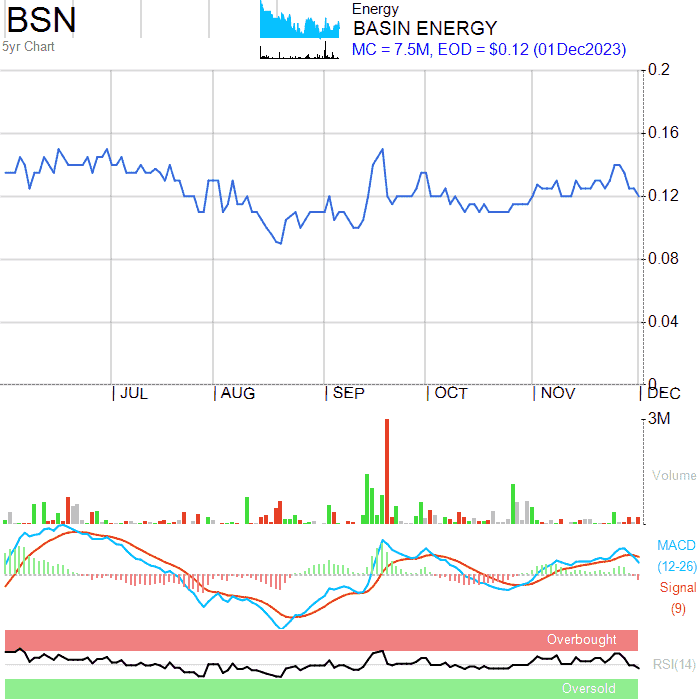 BSN
5yr Chart
Energy
BASIN ENERGY
MC = 7.5M, EOD = $0.12 (01Dec2023)
0.2
0.16
0.12
0.08
0.04
0
JUL AUG SEP OCT NOV DEC
3M
Volume
MACD
(12-26)
Signal
(9)
Overbought
RSI(14)
Oversold